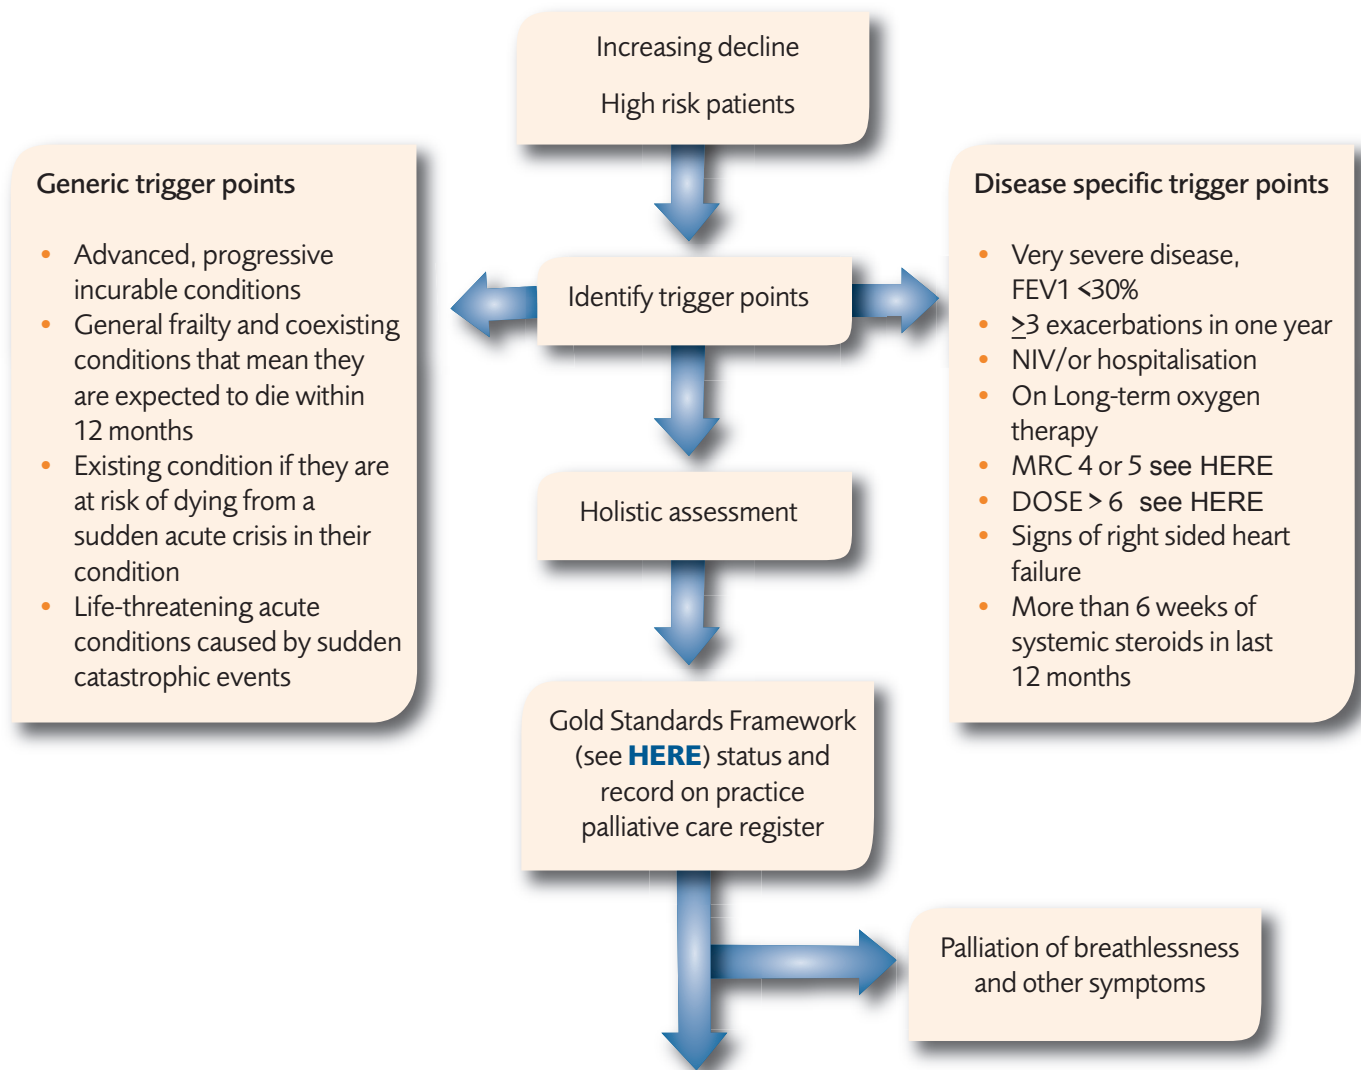 Increasing decline
High risk patients
Generic trigger points
• Advanced, progressive
incurable conditions
• General frailty and coexisting
conditions that mean they
are expected to die within
12 months
• Existing condition if they are
at risk of dying from a
sudden acute crisis in their
condition
• Life-threatening acute
conditions caused by sudden
catastrophic events
Identify trigger points
Disease specific trigger points
• Very severe disease,
FEV1 <30%
• ≥3 exacerbations in one year
• NIV/or hospitalisation
• On Long-term oxygen
therapy
• MRC 4 or 5 see HERE
• DOSE > 6 see HERE
• Signs of right sided heart
failure
• More than 6 weeks of
systemic steroids in last
12 months
Holistic assessment
Gold Standards Framework
(see HERE) status and
record on practice
palliative care register
Palliation of breathlessness
and other symptoms